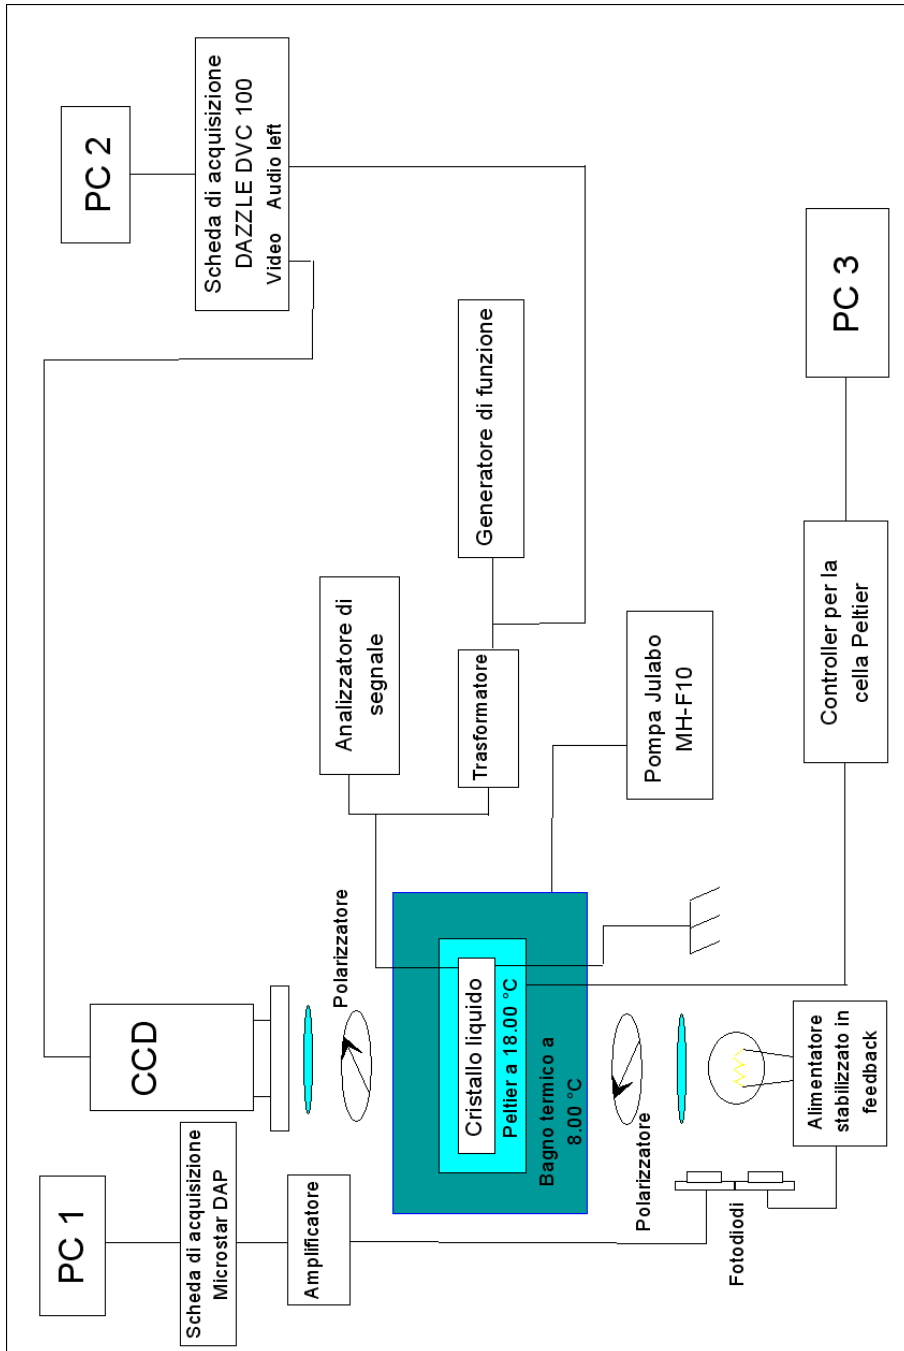 PC 1
Scheda di acquisizione
Microstar DAP
Amplificatore
CCD
Polarizzatore
Cristallo liquido
Peltier a 18.00 °C
Bagno termico a
8.00 °C
Polarizzatore
Fotodiodi
Alimentatore
stabilizzato in
feedback
Analizzatore di
segnale
Trasformatore
Generatore di funzione
Pompa Julabo
MH-F10
Controller per la
cella Peltier
PC 3
PC 2
Scheda di acquisizione
DAZZLE DVC 100
Video Audio left